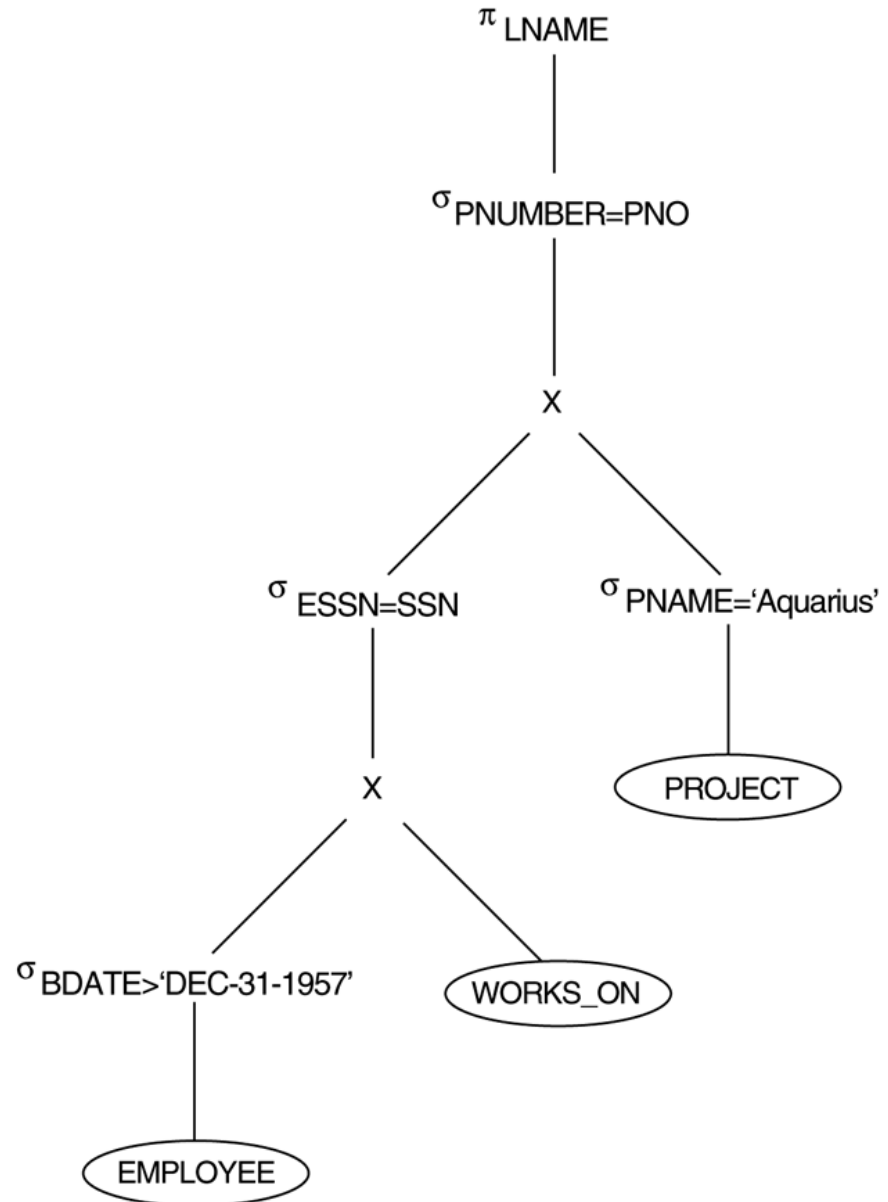 π LNAME
σ PNUMBER=PNO
X
σ ESSN=SSN
σ PNAME=‘Aquarius’
X
PROJECT
σ BDATE>‘DEC-31-1957’
WORKS_ON
EMPLOYEE